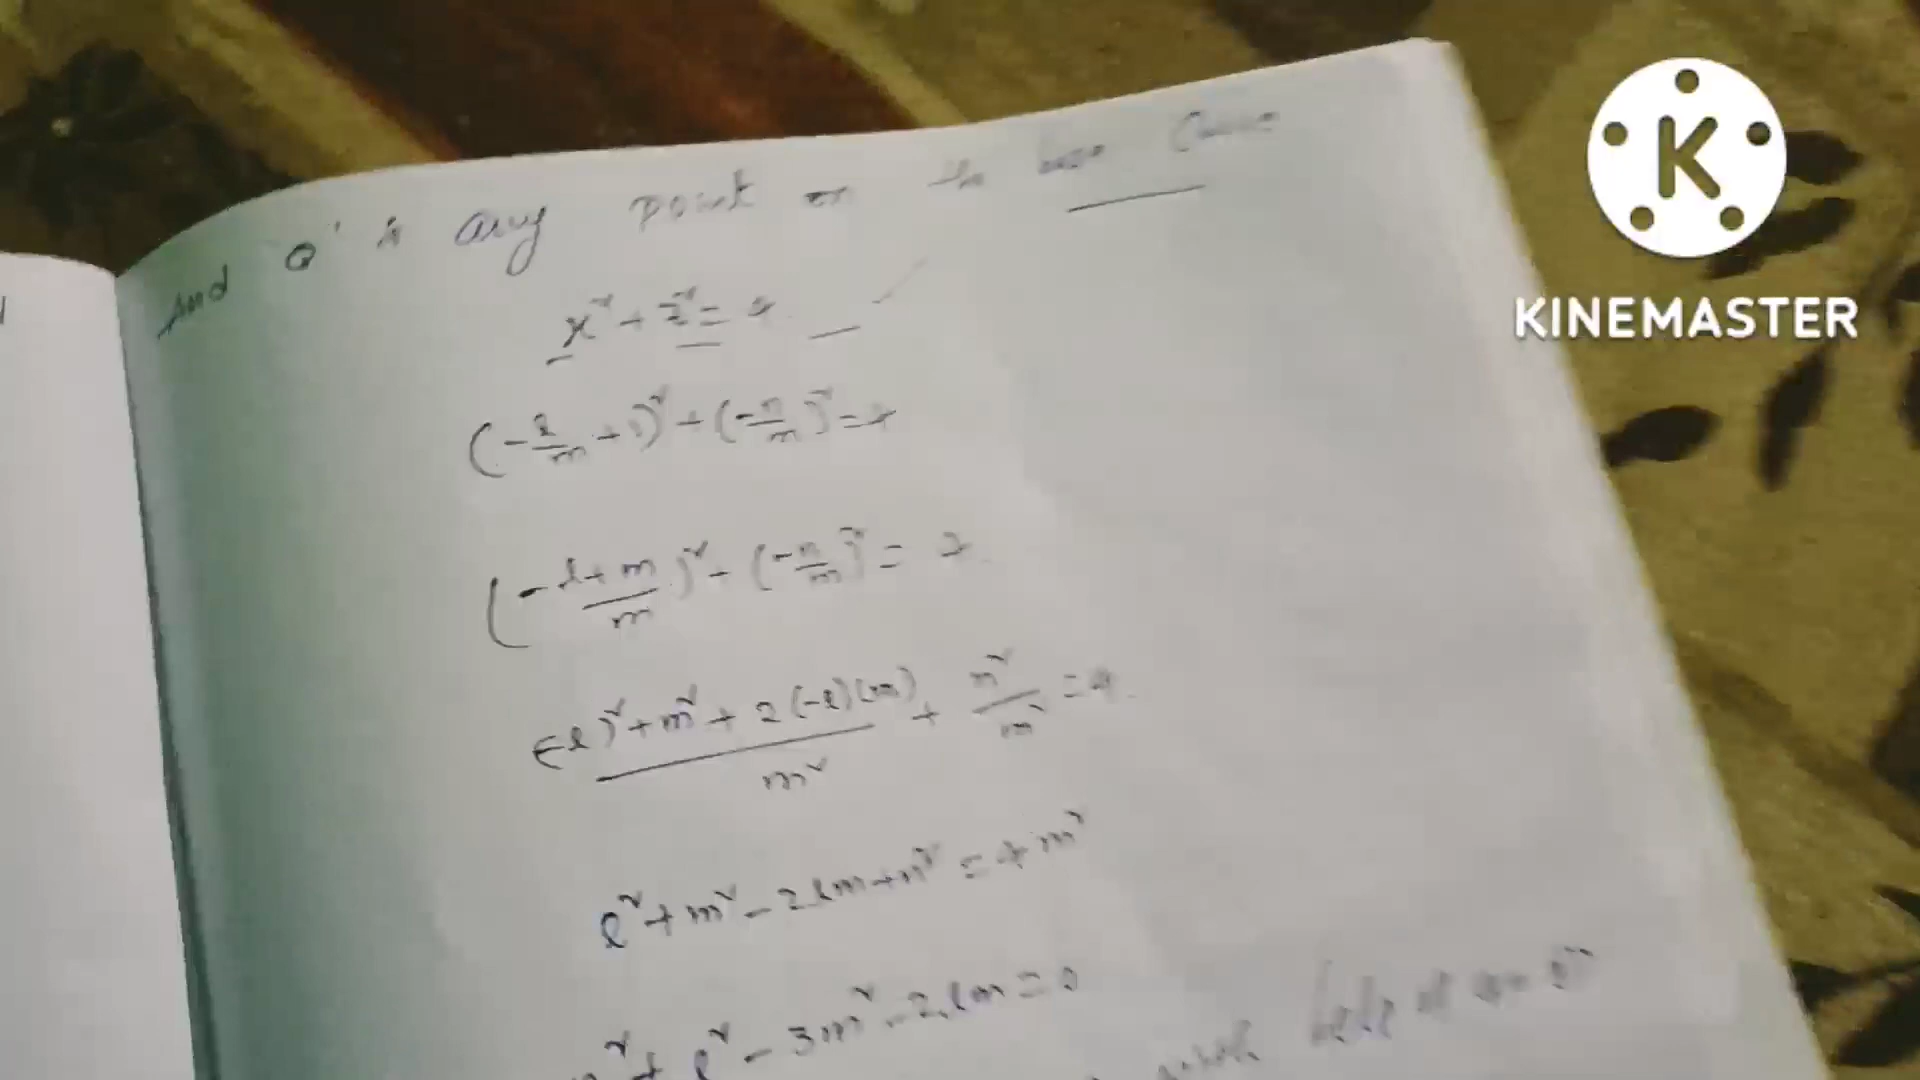 And 'Q' is any point on the base curve
x² + z² = 4
(-l/m + 1)² + (-n/m)² = 4
(-l+m/m)² + (-n/m)² = 4
(-l)² + m² + 2(-l)(m)/m² + n²/m² = 4
l² + m² - 2lm + n² = 4m²
² + l² - 3m² - 2lm = 0
K
KINEMASTER